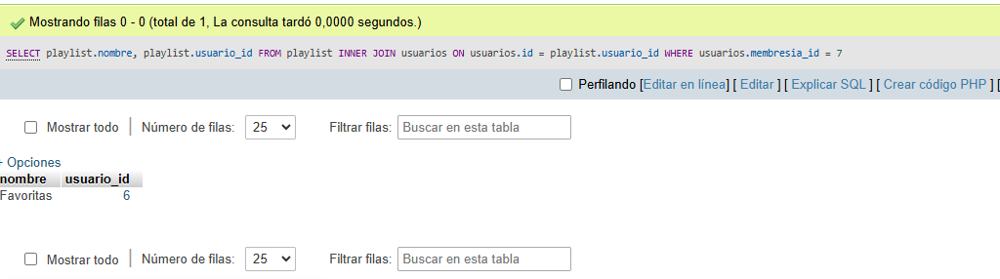 Mostrando filas 0 - 0 (total de 1, La consulta tardó 0,0000 segundos.)
SELECT playlist.nombre, playlist.usuario_id FROM playlist INNER JOIN usuarios ON usuarios.id = playlist.usuario_id WHERE usuarios.membresia_id = 7
Perfilando [Editar en línea] [ Editar ] [ Explicar SQL ] [ Crear código PHP ] [
Mostrar todo | Número de filas: 25 Filtrar filas: Buscar en esta tabla
+ Opciones
nombre usuario_id
Favoritas 6
Mostrar todo | Número de filas: 25 Filtrar filas: Buscar en esta tabla